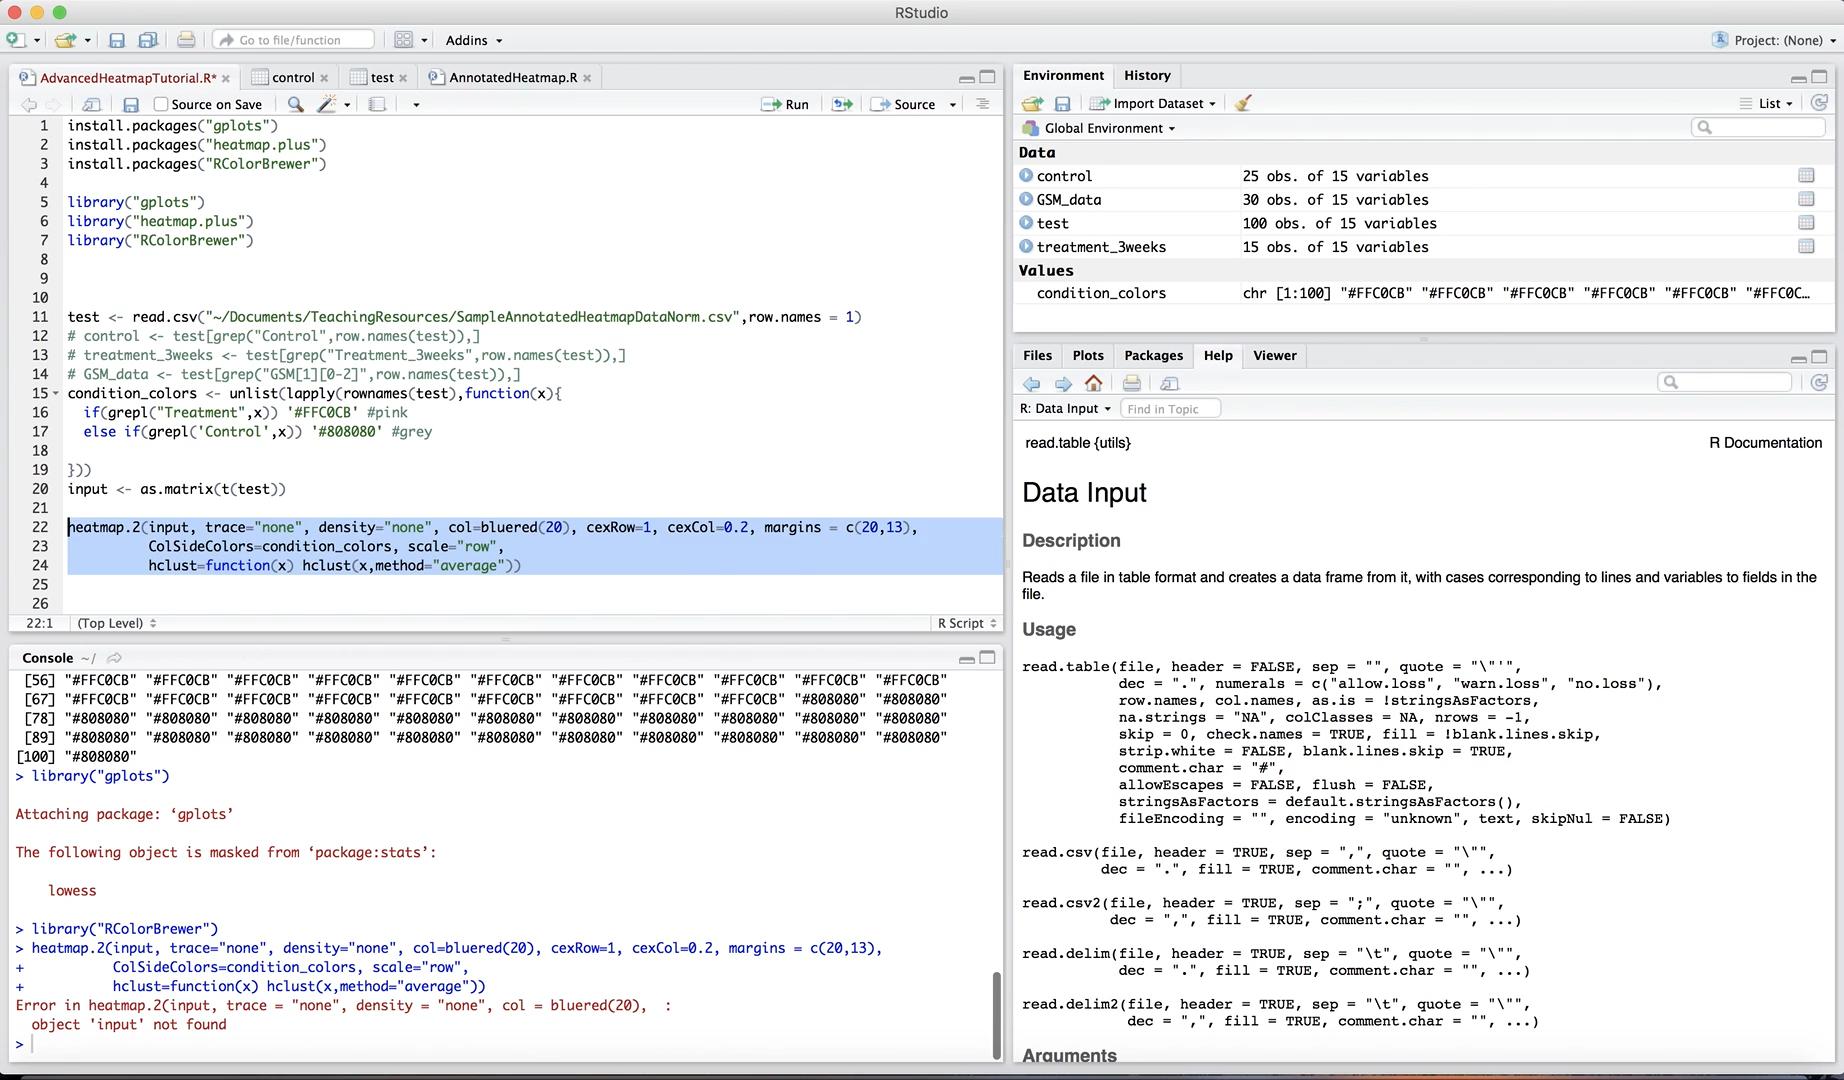 RStudio
Go to file/function
Addins
Project: (None)
AdvancedHeatmapTutorial.R*
control
test
AnnotatedHeatmap.R
Source on Save
Run
Source
1 install.packages("gplots")
2 install.packages("heatmap.plus")
3 install.packages("RColorBrewer")
4
5 library("gplots")
6 library("heatmap.plus")
7 library("RColorBrewer")
8
9
10
11 test <- read.csv("~/Documents/TeachingResources/SampleAnnotatedHeatmapDataNorm.csv",row.names = 1)
12 # control <- test[grep("Control",row.names(test)),]
13 # treatment_3weeks <- test[grep("Treatment_3weeks",row.names(test)),]
14 # GSM_data <- test[grep("GSM[1][0-2]",row.names(test)),]
15 condition_colors <- unlist(lapply(rownames(test),function(x){
16 if(grepl("Treatment",x)) '#FFC0CB' #pink
17 else if(grepl('Control',x)) '#808080' #grey
18
19 }))
20 input <- as.matrix(t(test))
21
22 heatmap.2(input, trace="none", density="none", col=bluered(20), cexRow=1, cexCol=0.2, margins = c(20,13),
23 ColSideColors=condition_colors, scale="row",
24 hclust=function(x) hclust(x,method="average"))
25
26
22:1 (Top Level) R Script
Console ~/
[56] "#FFC0CB" "#FFC0CB" "#FFC0CB" "#FFC0CB" "#FFC0CB" "#FFC0CB" "#FFC0CB" "#FFC0CB" "#FFC0CB" "#FFC0CB" "#FFC0CB"
[67] "#FFC0CB" "#FFC0CB" "#FFC0CB" "#FFC0CB" "#FFC0CB" "#FFC0CB" "#FFC0CB" "#FFC0CB" "#FFC0CB" "#808080" "#808080"
[78] "#808080" "#808080" "#808080" "#808080" "#808080" "#808080" "#808080" "#808080" "#808080" "#808080" "#808080"
[89] "#808080" "#808080" "#808080" "#808080" "#808080" "#808080" "#808080" "#808080" "#808080" "#808080" "#808080"
[100] "#808080"
> library("gplots")
Attaching package: ‘gplots’
The following object is masked from ‘package:stats’:
lowess
> library("RColorBrewer")
> heatmap.2(input, trace="none", density="none", col=bluered(20), cexRow=1, cexCol=0.2, margins = c(20,13),
+ ColSideColors=condition_colors, scale="row",
+ hclust=function(x) hclust(x,method="average"))
Error in heatmap.2(input, trace = "none", density = "none", col = bluered(20), :
object 'input' not found
>
Environment
History
Import Dataset
List
Global Environment
Data
control 25 obs. of 15 variables
GSM_data 30 obs. of 15 variables
test 100 obs. of 15 variables
treatment_3weeks 15 obs. of 15 variables
Values
condition_colors chr [1:100] "#FFC0CB" "#FFC0CB" "#FFC0CB" "#FFC0CB" "#FFC0CB" "#FFC0C...
Files
Plots
Packages
Help
Viewer
R: Data Input
Find in Topic
read.table {utils} R Documentation
Data Input
Description
Reads a file in table format and creates a data frame from it, with cases corresponding to lines and variables to fields in the
file.
Usage
read.table(file, header = FALSE, sep = "", quote = "\"'",
dec = ".", numerals = c("allow.loss", "warn.loss", "no.loss"),
row.names, col.names, as.is = !stringsAsFactors,
na.strings = "NA", colClasses = NA, nrows = -1,
skip = 0, check.names = TRUE, fill = !blank.lines.skip,
strip.white = FALSE, blank.lines.skip = TRUE,
comment.char = "#",
allowEscapes = FALSE, flush = FALSE,
stringsAsFactors = default.stringsAsFactors(),
fileEncoding = "", encoding = "unknown", text, skipNul = FALSE)
read.csv(file, header = TRUE, sep = ",", quote = "\"",
dec = ".", fill = TRUE, comment.char = "", ...)
read.csv2(file, header = TRUE, sep = ";", quote = "\"",
dec = ",", fill = TRUE, comment.char = "", ...)
read.delim(file, header = TRUE, sep = "\t", quote = "\"",
dec = ".", fill = TRUE, comment.char = "", ...)
read.delim2(file, header = TRUE, sep = "\t", quote = "\"",
dec = ",", fill = TRUE, comment.char = "", ...)
Arguments